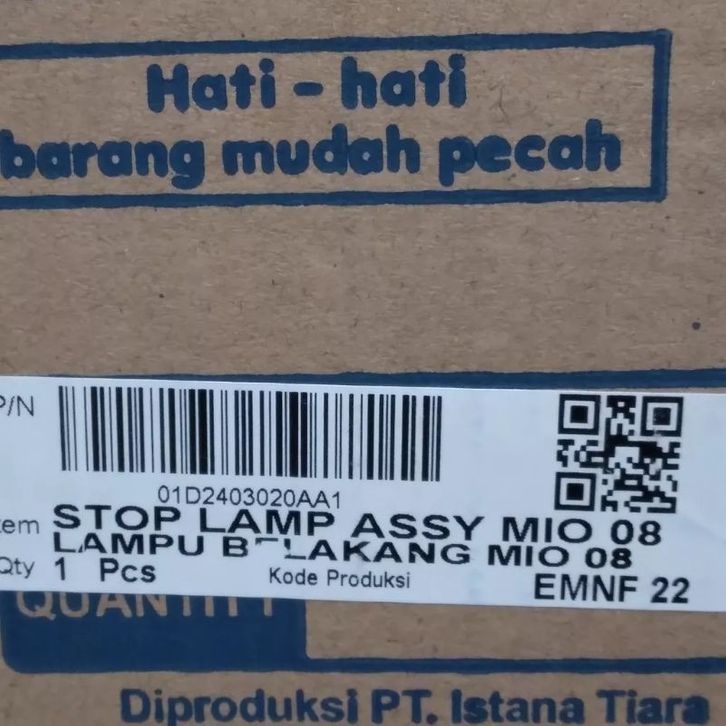 Hati - hati
barang mudah pecah
P/N
01D2403020AA1
tem STOP LAMP ASSY MIO 08
LAMPU BELAKANG MIO 08
Qty 1 Pcs Kode Produksi EMNF 22
QUANTITY
Diproduksi PT. Istana Tiara